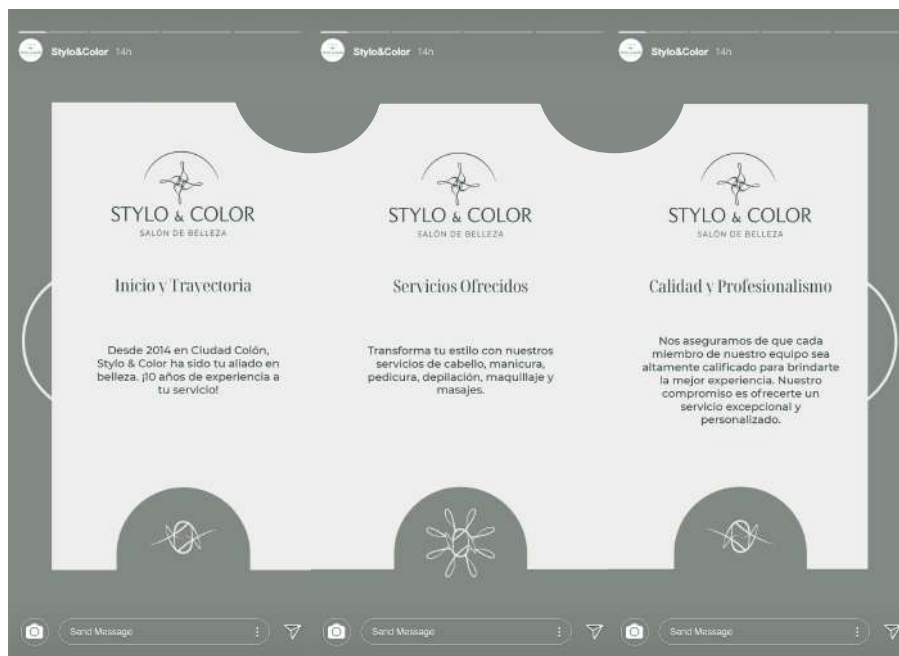 Stylo&Color 14h
STYLO & COLOR
SALÓN DE BELLEZA
Inicio y Trayectoria
Desde 2014 en Ciudad Colón,
Stylo & Color ha sido tu aliado en
belleza. ¡10 años de experiencia a
tu servicio!
Send Message
Stylo&Color 14h
STYLO & COLOR
SALÓN DE BELLEZA
Servicios Ofrecidos
Transforma tu estilo con nuestros
servicios de cabello, manicura,
pedicura, depilación, maquillaje y
masajes.
Send Message
Stylo&Color 14h
STYLO & COLOR
SALÓN DE BELLEZA
Calidad y Profesionalismo
Nos aseguramos de que cada
miembro de nuestro equipo sea
altamente calificado para brindarte
la mejor experiencia. Nuestro
compromiso es ofrecerte un
servicio excepcional y
personalizado.
Send Message